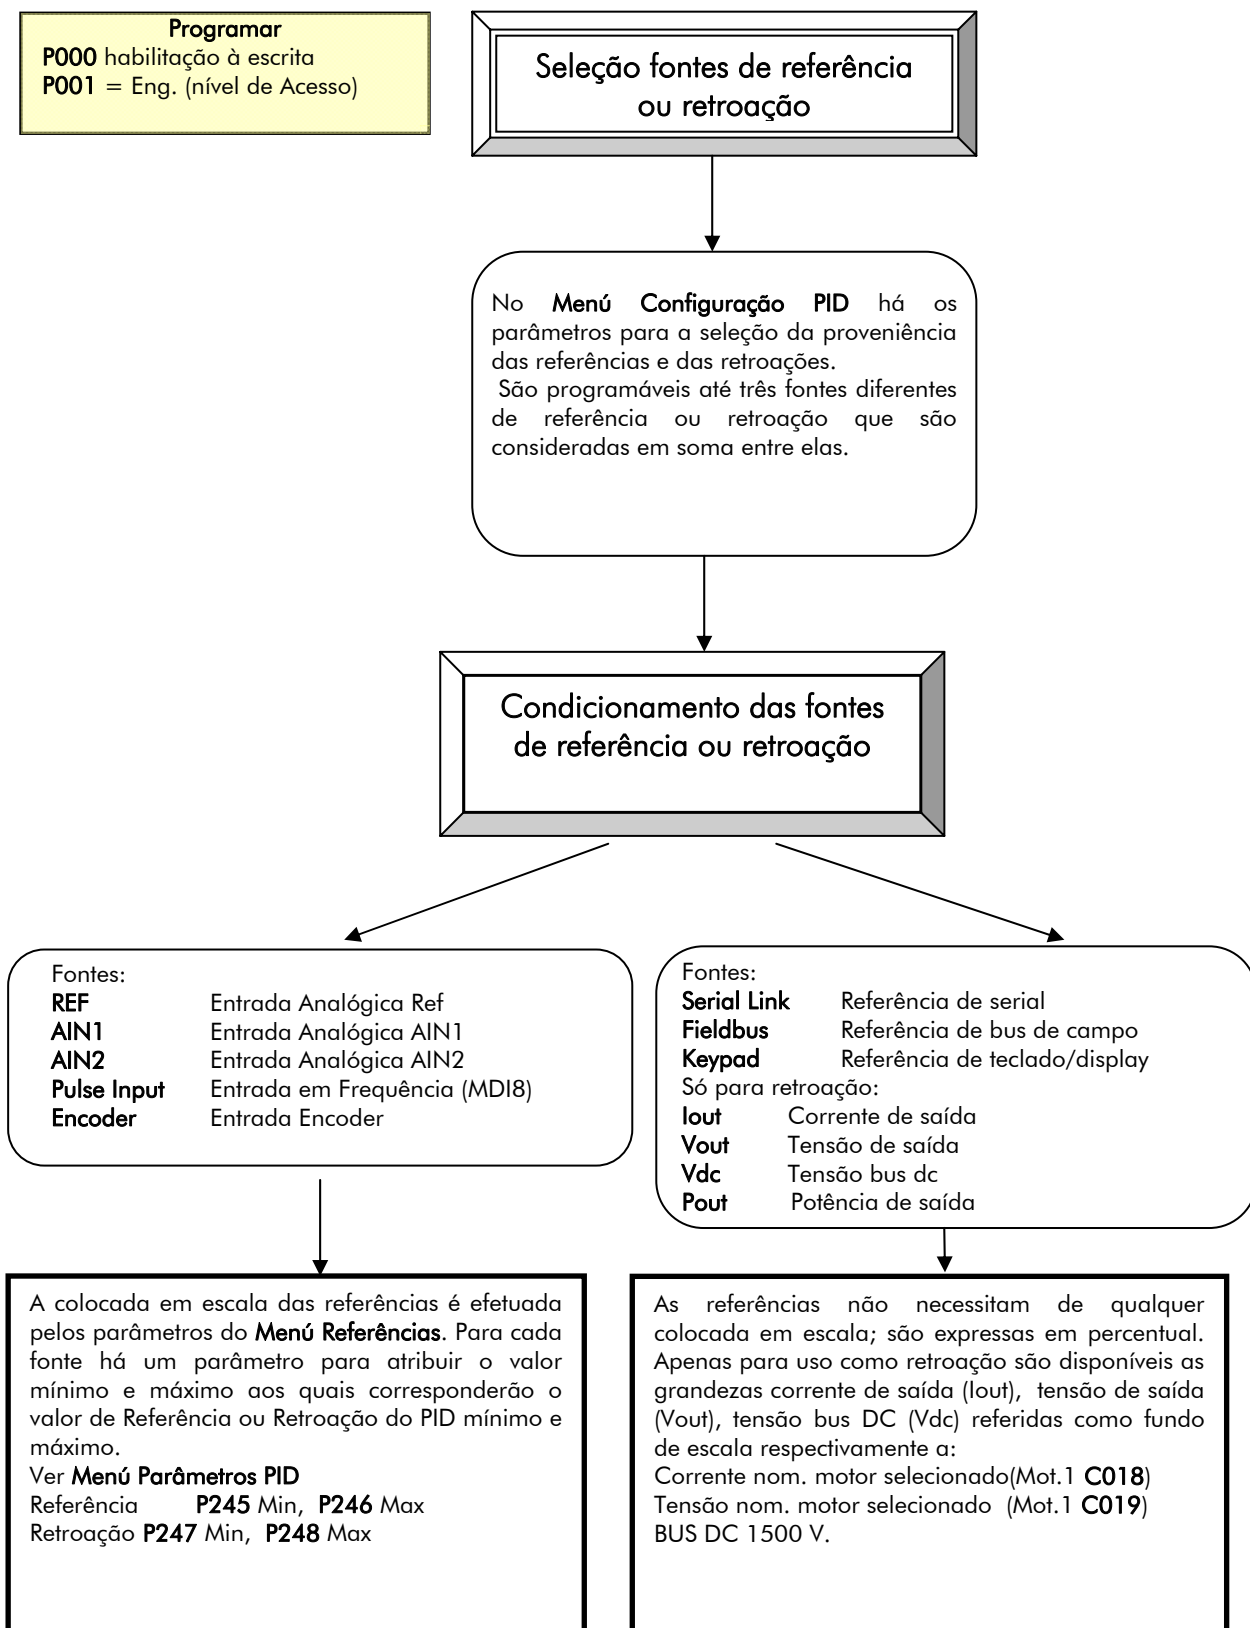 Programar
P000 habilitação à escrita
P001 = Eng. (nível de Acesso)
Seleção fontes de referência
ou retroação
No Menú Configuração PID há os
parâmetros para a seleção da proveniência
das referências e das retroações.
São programáveis até três fontes diferentes
de referência ou retroação que são
consideradas em soma entre elas.
Condicionamento das fontes
de referência ou retroação
Fontes:
REF Entrada Analógica Ref
AIN1 Entrada Analógica AIN1
AIN2 Entrada Analógica AIN2
Pulse Input Entrada em Frequência (MDI8)
Encoder Entrada Encoder
Fontes:
Serial Link Referência de serial
Fieldbus Referência de bus de campo
Keypad Referência de teclado/display
Só para retroação:
Iout Corrente de saída
Vout Tensão de saída
Vdc Tensão bus dc
Pout Potência de saída
A colocada em escala das referências é efetuada
pelos parâmetros do Menú Referências. Para cada
fonte há um parâmetro para atribuir o valor
mínimo e máximo aos quais corresponderão o
valor de Referência ou Retroação do PID mínimo e
máximo.
Ver Menú Parâmetros PID
Referência P245 Min, P246 Max
Retroação P247 Min, P248 Max
As referências não necessitam de qualquer
colocada em escala; são expressas em percentual.
Apenas para uso como retroação são disponíveis as
grandezas corrente de saída (Iout), tensão de saída
(Vout), tensão bus DC (Vdc) referidas como fundo
de escala respectivamente a:
Corrente nom. motor selecionado(Mot.1 C018)
Tensão nom. motor selecionado (Mot.1 C019)
BUS DC 1500 V.